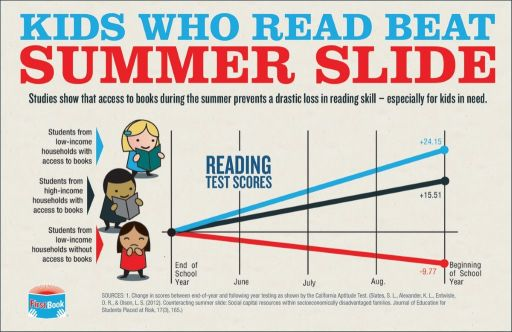 KIDS WHO READ BEAT
SUMMER SLIDE
Studies show that access to books during the summer prevents a drastic loss in reading skill – especially for kids in need.
Students from
low-income
households with
access to books
Students from
high-income
households with
access to books
Students from
low-income
households without
access to books
READING
TEST SCORES
+24.15
+15.51
-9.77
End of
School
Year
June
July
Aug.
Beginning
of School
Year
FirstBook
SOURCES: 1. Change in scores between end-of-year and following year testing as shown by the California Aptitude Test. (Slates, S. L., Alexander, K. L., Entwisle,
D. R., & Olson, L. S. (2012). Counteracting summer slide: Social capital resources within socioeconomically disadvantaged families. Journal of Education for
Students Placed at Risk, 17(3), 165.)